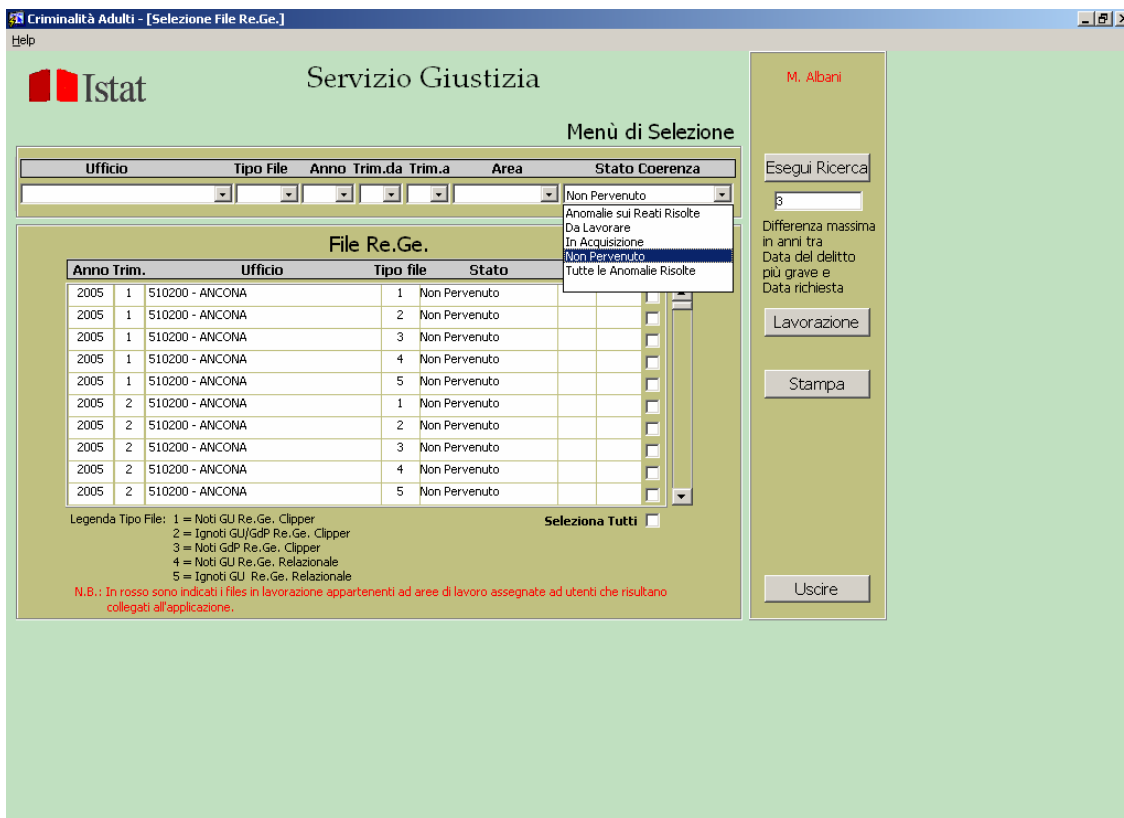 Criminalità Adulti - [Selezione File Re.Ge.]
Help
Istat
Servizio Giustizia
M. Albani
Menù di Selezione
Ufficio Tipo File Anno Trim.da Trim.a Area Stato Coerenza
Non Pervenuto
Anomalie sui Reati Risolte
Da Lavorare
In Acquisizione
Non Pervenuto
Tutte le Anomalie Risolte
Esegui Ricerca
3
Differenza massima
in anni tra
Data del delitto
più grave e
Data richiesta
Lavorazione
Stampa
Uscire
File Re.Ge.
Anno Trim. Ufficio Tipo file Stato
2005 1 510200 - ANCONA 1 Non Pervenuto
2005 1 510200 - ANCONA 2 Non Pervenuto
2005 1 510200 - ANCONA 3 Non Pervenuto
2005 1 510200 - ANCONA 4 Non Pervenuto
2005 1 510200 - ANCONA 5 Non Pervenuto
2005 2 510200 - ANCONA 1 Non Pervenuto
2005 2 510200 - ANCONA 2 Non Pervenuto
2005 2 510200 - ANCONA 3 Non Pervenuto
2005 2 510200 - ANCONA 4 Non Pervenuto
2005 2 510200 - ANCONA 5 Non Pervenuto
Legenda Tipo File: 1 = Noti GU Re.Ge. Clipper
2 = Ignoti GU/GdP Re.Ge. Clipper
3 = Noti GdP Re.Ge. Clipper
4 = Noti GU Re.Ge. Relazionale
5 = Ignoti GU Re.Ge. Relazionale
Seleziona Tutti
N.B.: In rosso sono indicati i files in lavorazione appartenenti ad aree di lavoro assegnate ad utenti che risultano
collegati all'applicazione.